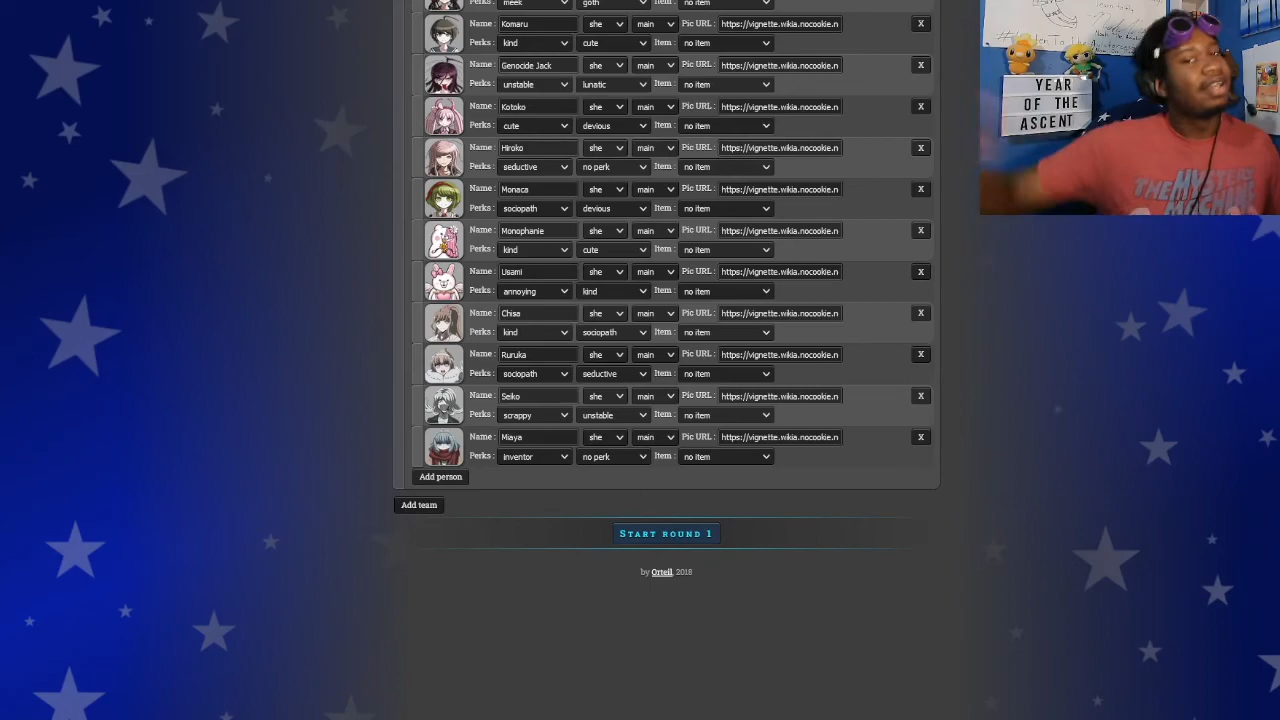 meek goth
Name : Komaru she main Pic URL : https://vignette.wikia.nocookie.n X
Perks : kind cute Item : no item
Name : Genocide Jack she main Pic URL : https://vignette.wikia.nocookie.n X
Perks : unstable lunatic Item : no item
Name : Kotoko she main Pic URL : https://vignette.wikia.nocookie.n X
Perks : cute devious Item : no item
Name : Hiroko she main Pic URL : https://vignette.wikia.nocookie.n X
Perks : seductive no perk Item : no item
Name : Monaca she main Pic URL : https://vignette.wikia.nocookie.n X
Perks : sociopath devious Item : no item
Name : Monophanie she main Pic URL : https://vignette.wikia.nocookie.n X
Perks : kind cute Item : no item
Name : Usami she main Pic URL : https://vignette.wikia.nocookie.n X
Perks : annoying kind Item : no item
Name : Chisa she main Pic URL : https://vignette.wikia.nocookie.n X
Perks : kind sociopath Item : no item
Name : Ruruka she main Pic URL : https://vignette.wikia.nocookie.n X
Perks : sociopath seductive Item : no item
Name : Seiko she main Pic URL : https://vignette.wikia.nocookie.n X
Perks : scrappy unstable Item : no item
Name : Miaya she main Pic URL : https://vignette.wikia.nocookie.n X
Perks : inventor no perk Item : no item
Add person
Add team
START ROUND 1
by Orteil, 2018
YEAR
OF THE
ASCENT
THE MYSTERY
MACHINE